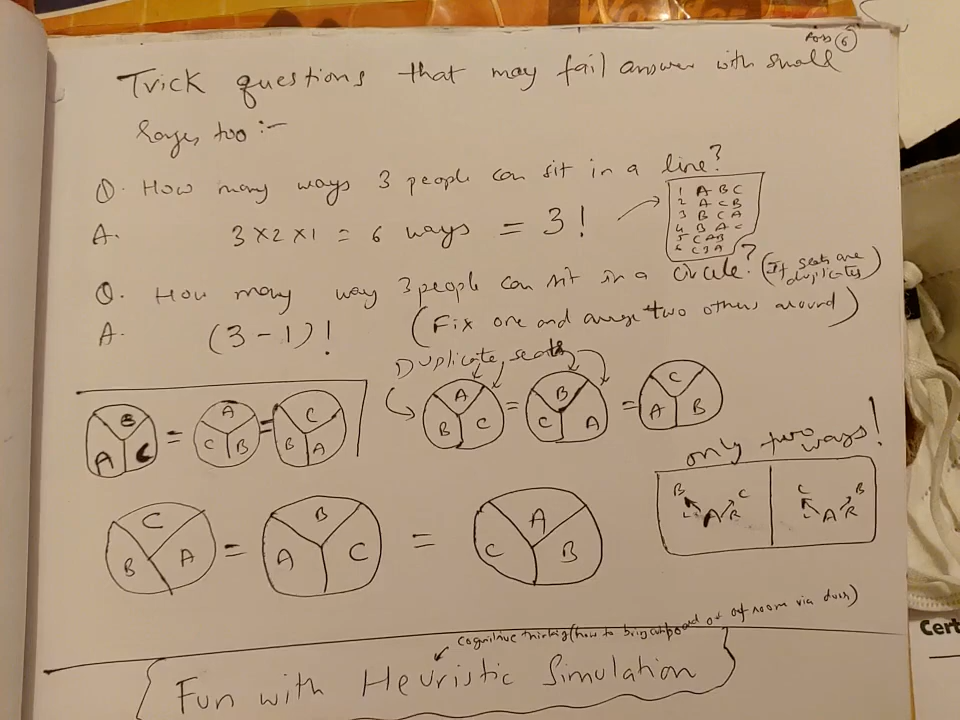 6
Trick questions that may fail answer with small
too :-
Q. How many ways 3 people can sit in a line?
A. 3 x 2 x 1 = 6 ways = 3!
1 A B C
2 A C B
3 B C A
4 B A C
5 C A B
6 C B A
Q. How many way 3 people can sit in a circle? (If seats are duplicates)
A. (3-1)! (Fix one and arrange two others around)
Duplicate seats
B A C = A C B = C B A
A B C = B C A = C A B
only two ways!
B C
L A R
C B
L A R
C B A = B A C = A C B
Cognitive thinking (how to bring out of room via door)
Fun with Heuristic Simulation
Cert